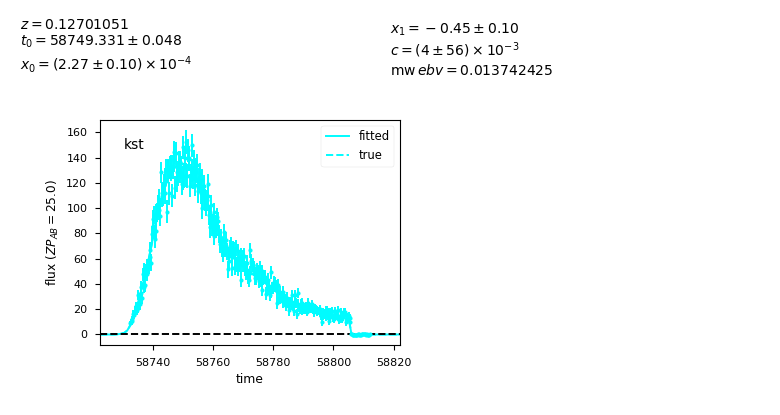 z = 0.12701051
t₀ = 58749.331 ± 0.048
x₀ = (2.27 ± 0.10) × 10⁻⁴
x₁ = −0.45 ± 0.10
c = (4 ± 56) × 10⁻³
mwebv = 0.013742425
kst
fitted
true
160
140
120
100
80
60
40
20
0
flux (ZP_AB = 25.0)
58740 58760 58780 58800 58820
time